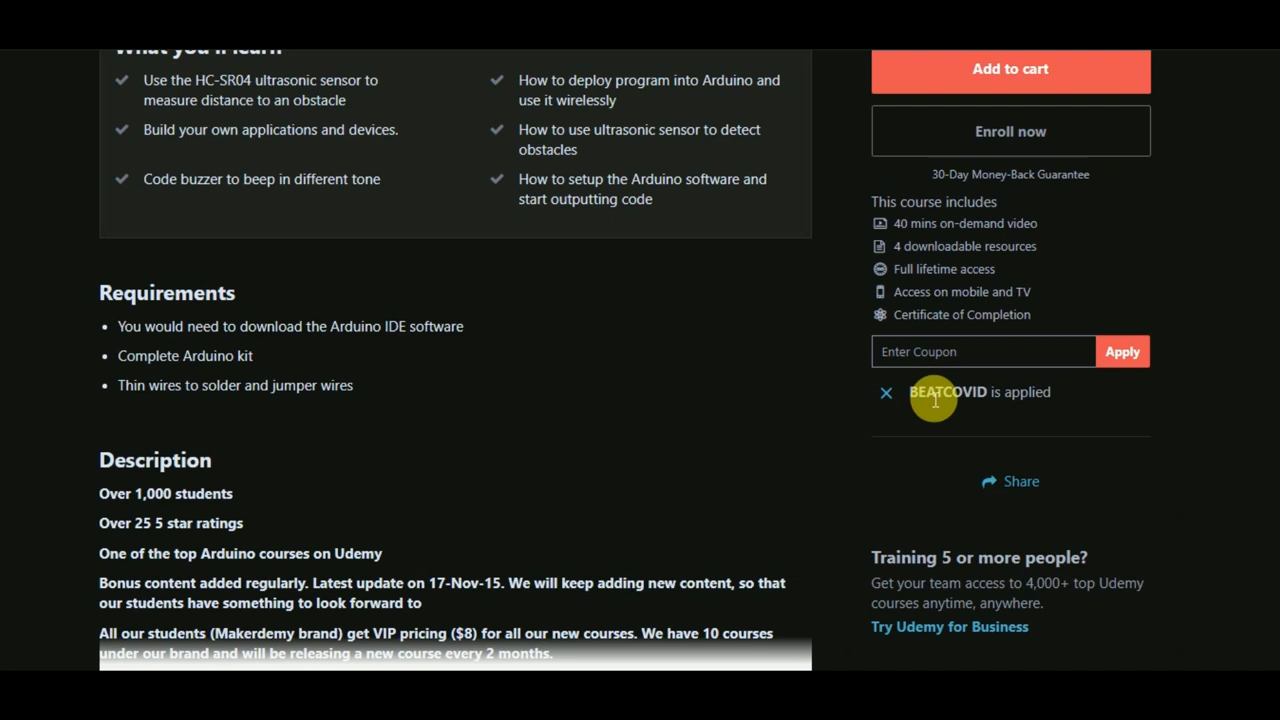 What you'll learn
Use the HC-SR04 ultrasonic sensor to
measure distance to an obstacle
Build your own applications and devices.
Code buzzer to beep in different tone
How to deploy program into Arduino and
use it wirelessly
How to use ultrasonic sensor to detect
obstacles
How to setup the Arduino software and
start outputting code
Requirements
You would need to download the Arduino IDE software
Complete Arduino kit
Thin wires to solder and jumper wires
Description
Over 1,000 students
Over 25 5 star ratings
One of the top Arduino courses on Udemy
Bonus content added regularly. Latest update on 17-Nov-15. We will keep adding new content, so that
our students have something to look forward to
All our students (Makerdemy brand) get VIP pricing ($8) for all our new courses. We have 10 courses
under our brand and will be releasing a new course every 2 months.
Add to cart
Enroll now
30-Day Money-Back Guarantee
This course includes
40 mins on-demand video
4 downloadable resources
Full lifetime access
Access on mobile and TV
Certificate of Completion
Enter Coupon
Apply
BEATCOVID is applied
Share
Training 5 or more people?
Get your team access to 4,000+ top Udemy
courses anytime, anywhere.
Try Udemy for Business